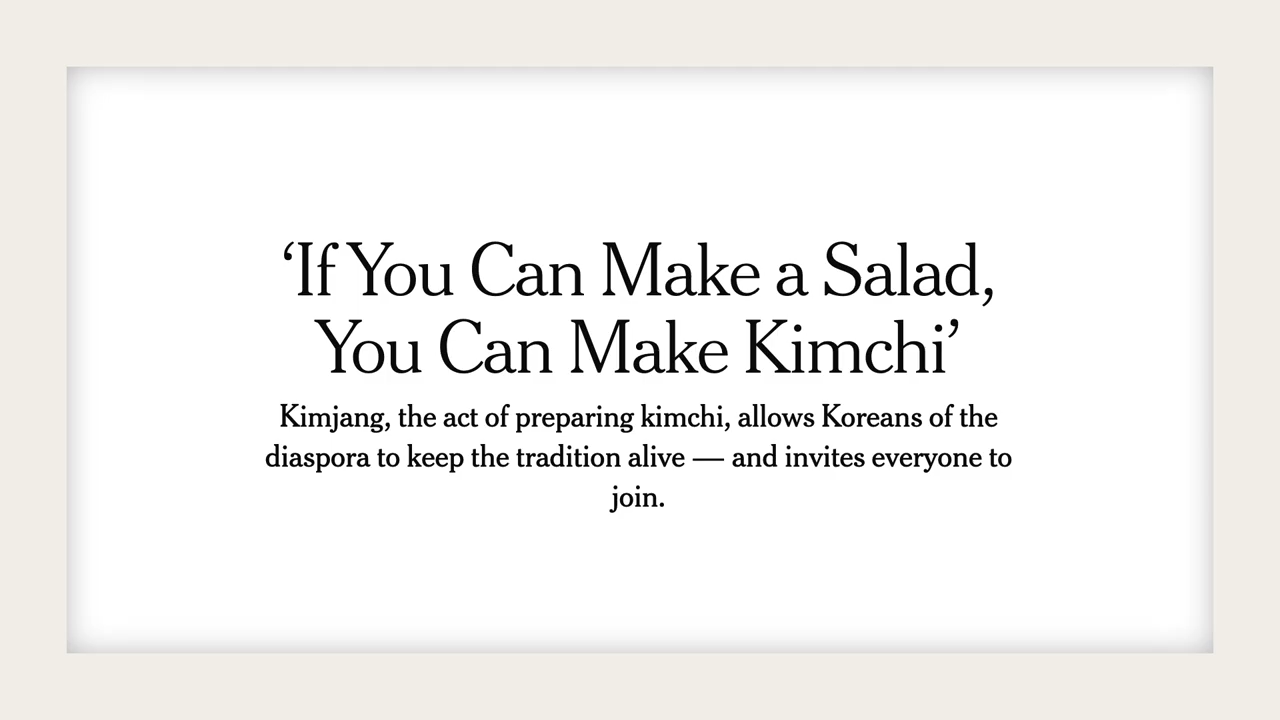 ‘If You Can Make a Salad,
You Can Make Kimchi’
Kimjang, the act of preparing kimchi, allows Koreans of the
diaspora to keep the tradition alive — and invites everyone to
join.